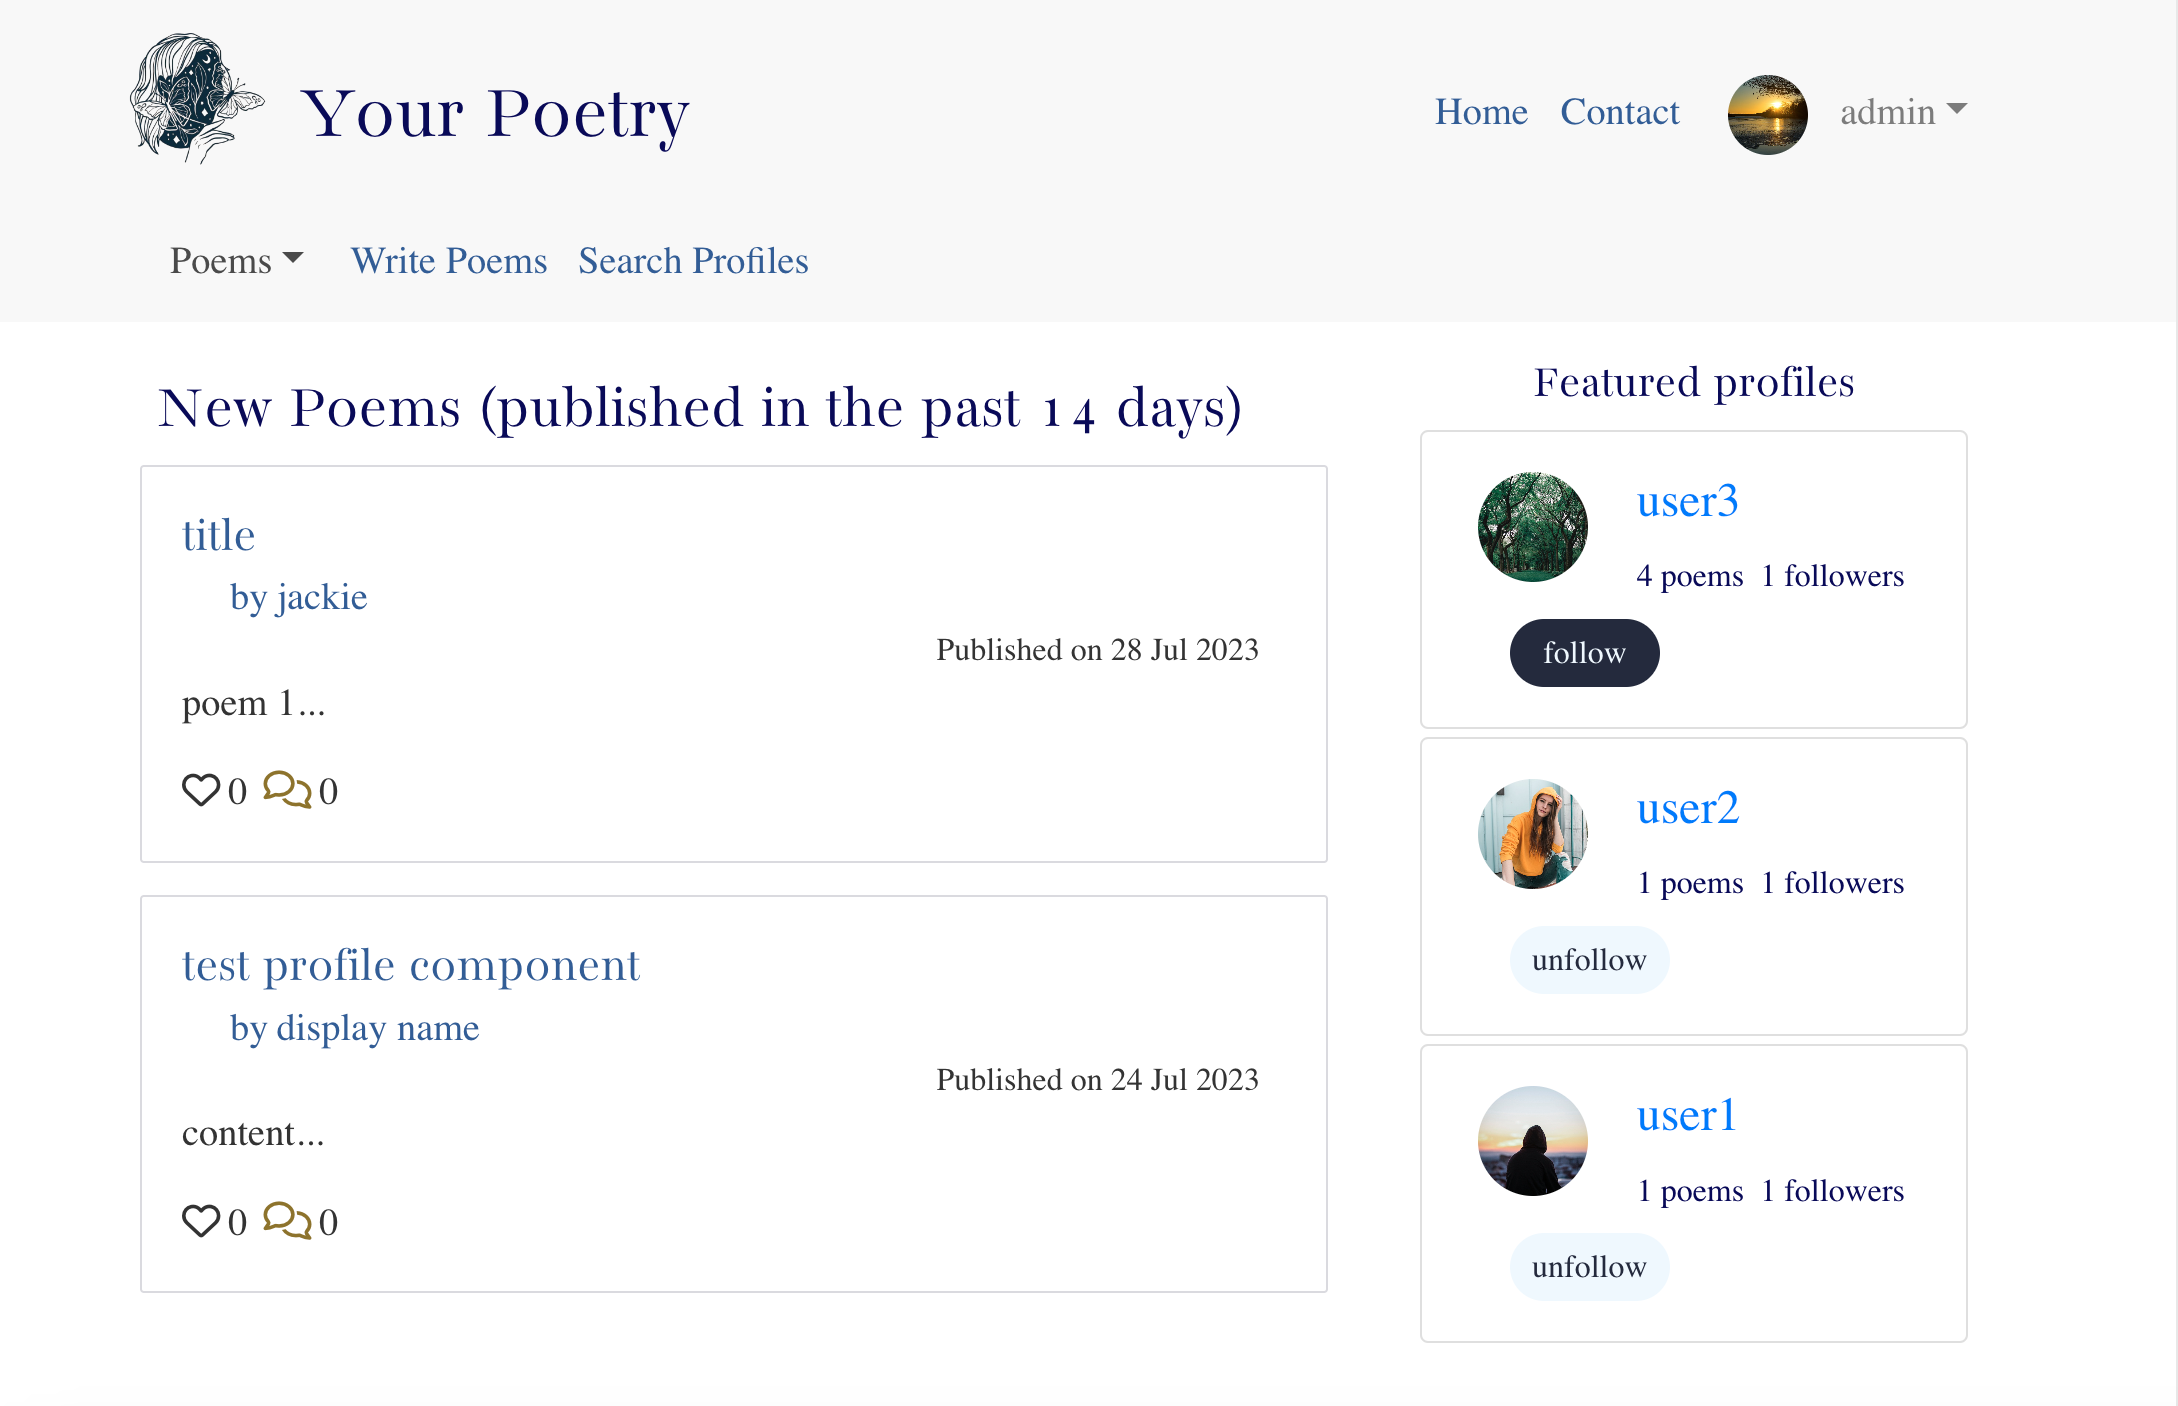 Your Poetry
Home Contact admin
Poems Write Poems Search Profiles
New Poems (published in the past 14 days)
title
by jackie
Published on 28 Jul 2023
poem 1...
0 0
test profile component
by display name
Published on 24 Jul 2023
content...
0 0
Featured profiles
user3
4 poems 1 followers
follow
user2
1 poems 1 followers
unfollow
user1
1 poems 1 followers
unfollow